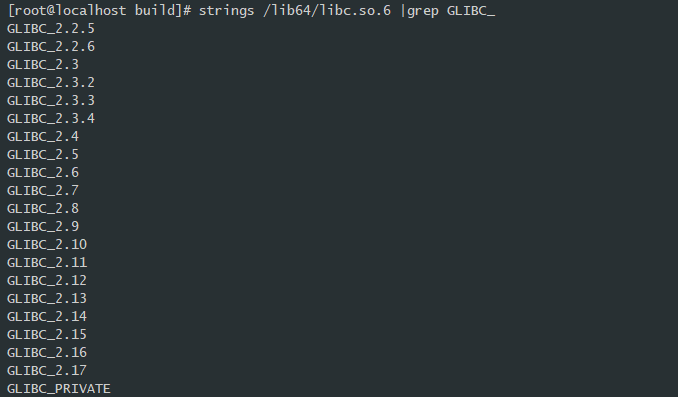 [root@localhost build]# strings /lib64/libc.so.6 |grep GLIBC_
GLIBC_2.2.5
GLIBC_2.2.6
GLIBC_2.3
GLIBC_2.3.2
GLIBC_2.3.3
GLIBC_2.3.4
GLIBC_2.4
GLIBC_2.5
GLIBC_2.6
GLIBC_2.7
GLIBC_2.8
GLIBC_2.9
GLIBC_2.10
GLIBC_2.11
GLIBC_2.12
GLIBC_2.13
GLIBC_2.14
GLIBC_2.15
GLIBC_2.16
GLIBC_2.17
GLIBC_PRIVATE